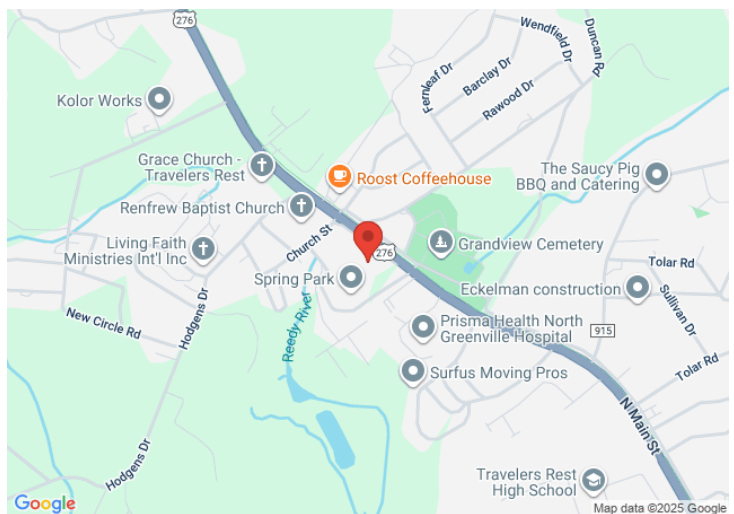 276
Wendfield Dr
Duncan R
Barclay Dr
Fernleaf Dr
Rawood Dr
Kolor Works
Grace Church -
Travelers Rest
Roost Coffeehouse
The Saucy Pig
BBQ and Catering
Renfrew Baptist Church
Church St
Living Faith
Ministries Int'l Inc
276
Grandview Cemetery
Spring Park
Tolar Rd
Eckelman construction
Sullivan Dr
New Circle Rd
Hodgens Dr
Reedy River
Prisma Health North
Greenville Hospital
915
Surfus Moving Pros
Tolar Rd
N Main St
Hodgens Dr
Travelers Rest
High School
Google
Map data ©2025 Google